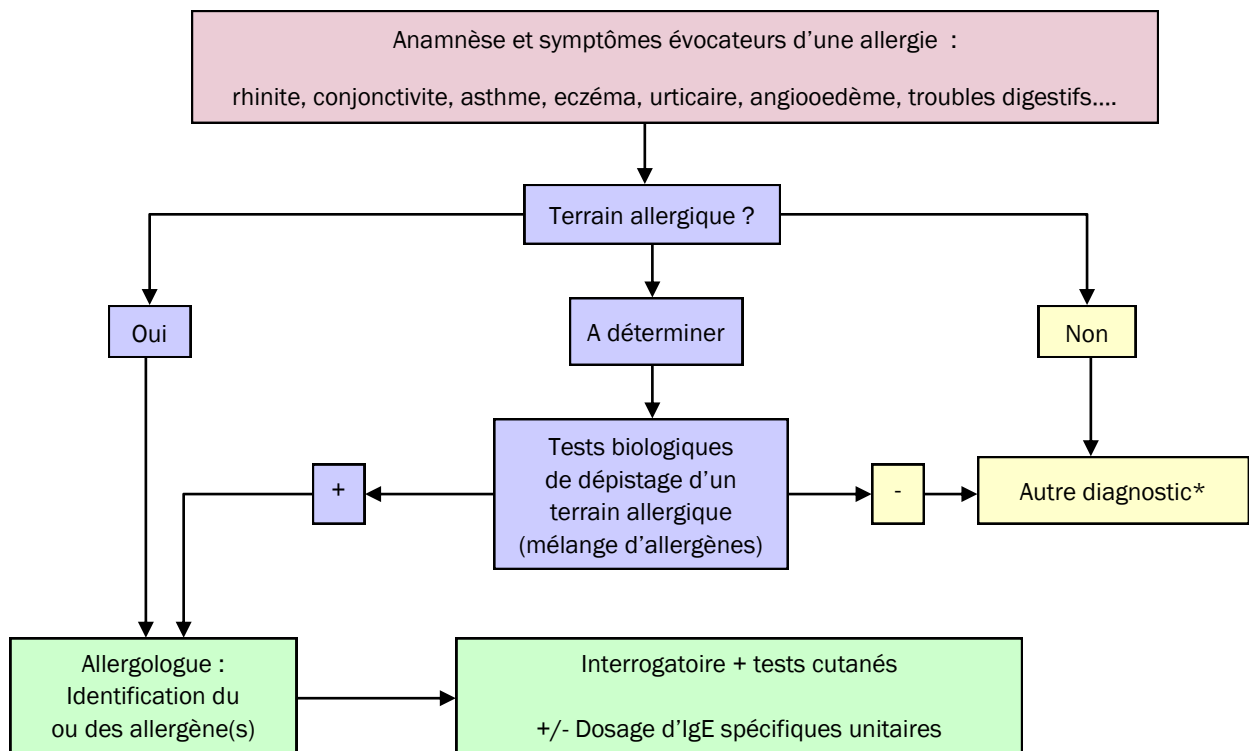 Anamnèse et symptômes évocateurs d’une allergie :
rhinite, conjonctivite, asthme, eczéma, urticaire, angiooedème, troubles digestifs....
Terrain allergique ?
Oui
A déterminer
Non
Tests biologiques
de dépistage d’un
terrain allergique
(mélange d’allergènes)
+
-
Autre diagnostic*
Allergologue :
Identification du
ou des allergène(s)
Interrogatoire + tests cutanés
+/- Dosage d’IgE spécifiques unitaires